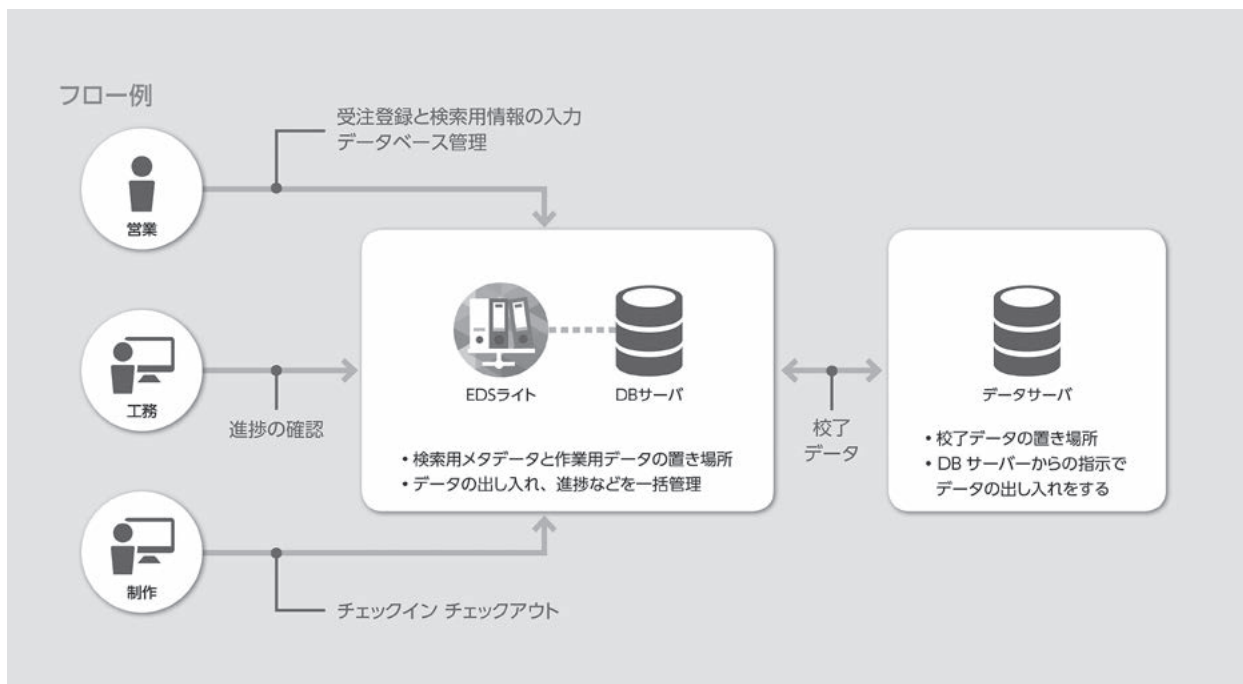 フロー例
受注登録と検索用情報の入力
データベース管理
営業
工務
進捗の確認
制作
チェックイン チェックアウト
EDSライト
DBサーバ
・検索用メタデータと作業用データの置き場所
・データの出し入れ、進捗などを一括管理
校了
データ
データサーバ
・校了データの置き場所
・DB サーバーからの指示で
データの出し入れをする